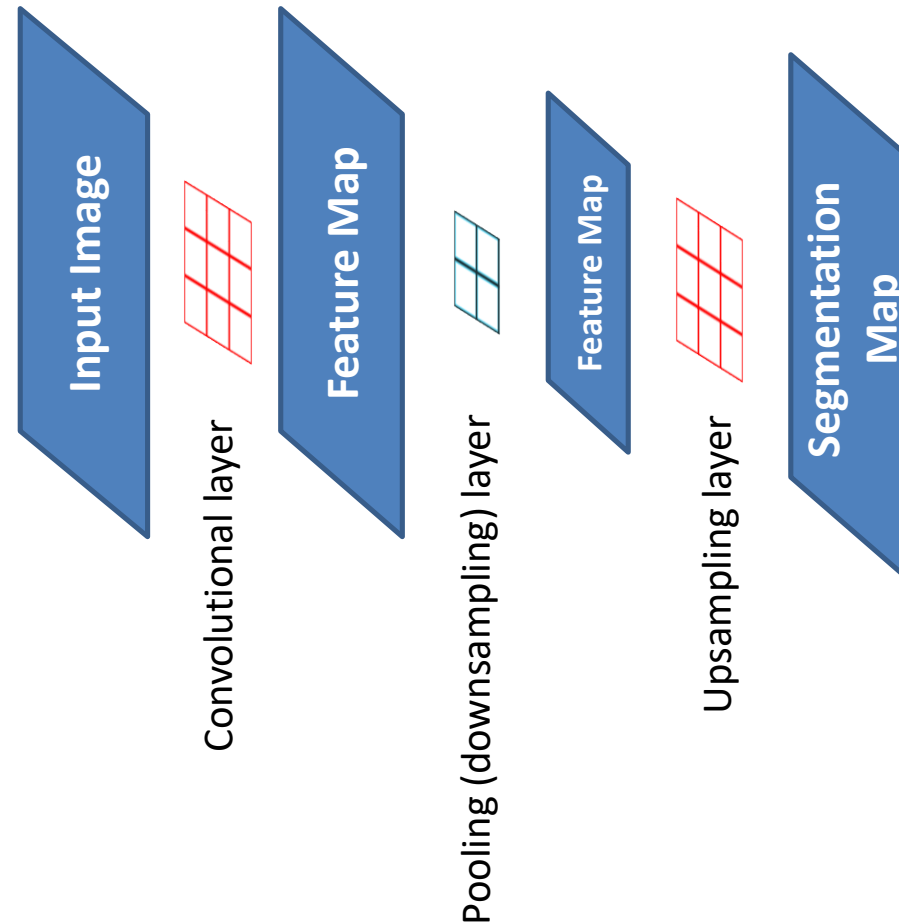 Input Image
Convolutional layer
Feature Map
Pooling (downsampling) layer
Feature Map
Upsampling layer
Segmentation
Map